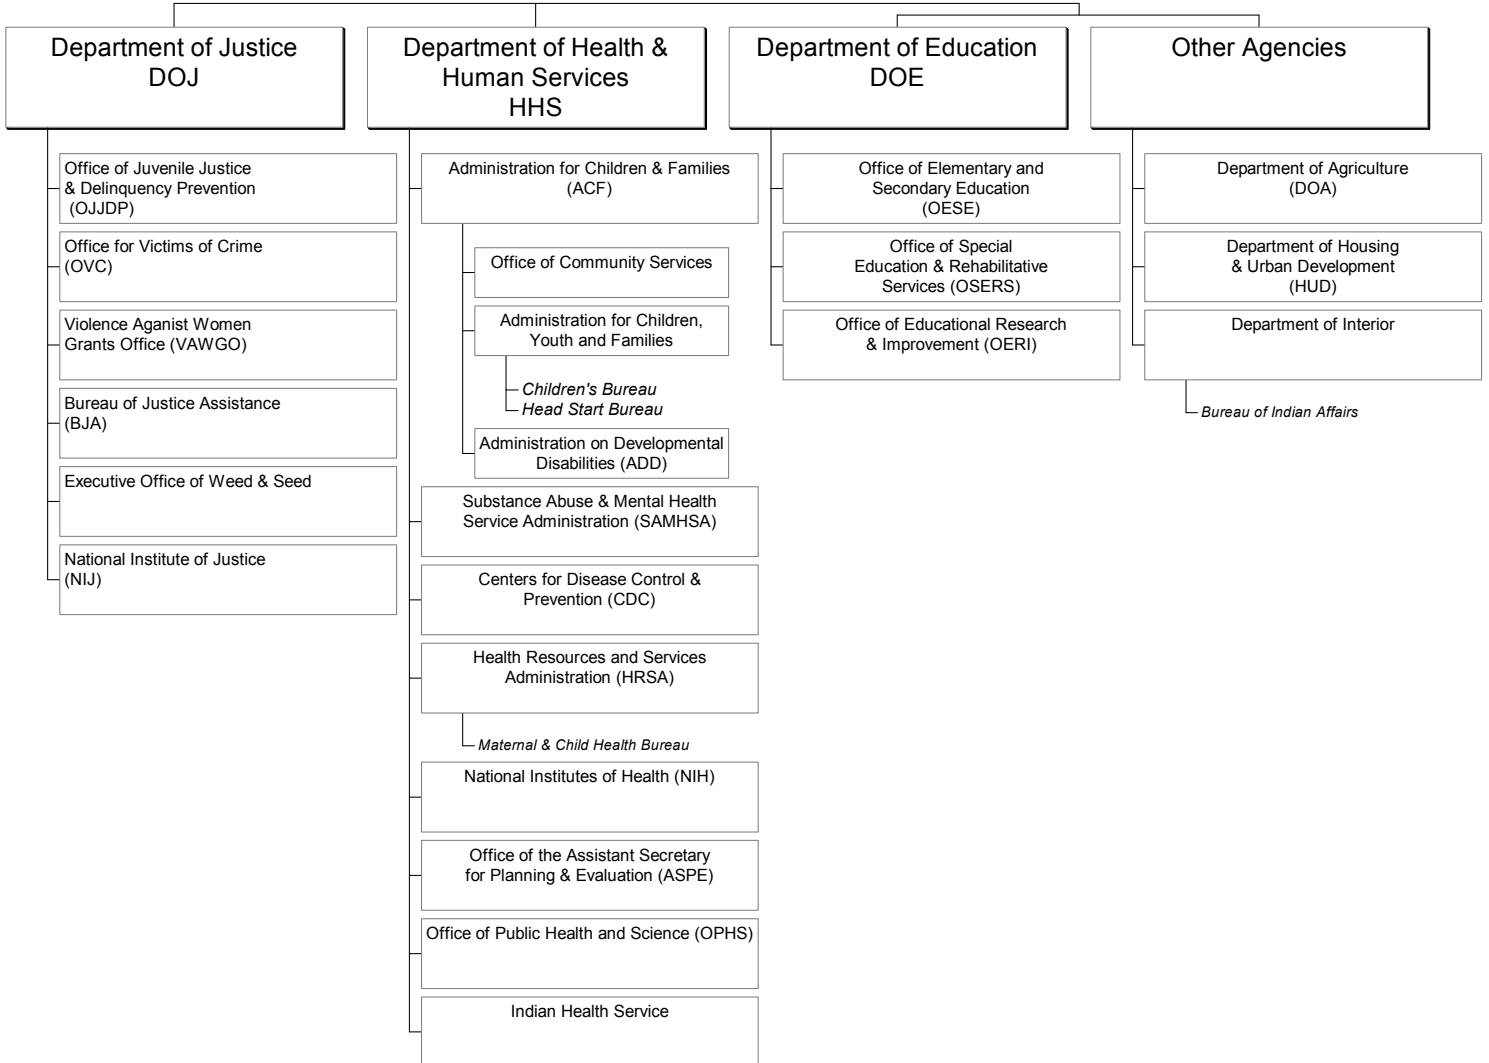 Department of Justice
DOJ
Office of Juvenile Justice
& Delinquency Prevention
(OJJDP)
Office for Victims of Crime
(OVC)
Violence Aganist Women
Grants Office (VAWGO)
Bureau of Justice Assistance
(BJA)
Executive Office of Weed & Seed
National Institute of Justice
(NIJ)
Department of Health &
Human Services
HHS
Administration for Children & Families
(ACF)
Office of Community Services
Administration for Children,
Youth and Families
Children's Bureau
Head Start Bureau
Administration on Developmental
Disabilities (ADD)
Substance Abuse & Mental Health
Service Administration (SAMHSA)
Centers for Disease Control &
Prevention (CDC)
Health Resources and Services
Administration (HRSA)
Maternal & Child Health Bureau
National Institutes of Health (NIH)
Office of the Assistant Secretary
for Planning & Evaluation (ASPE)
Office of Public Health and Science (OPHS)
Indian Health Service
Department of Education
DOE
Office of Elementary and
Secondary Education
(OESE)
Office of Special
Education & Rehabilitative
Services (OSERS)
Office of Educational Research
& Improvement (OERI)
Other Agencies
Department of Agriculture
(DOA)
Department of Housing
& Urban Development
(HUD)
Department of Interior
Bureau of Indian Affairs